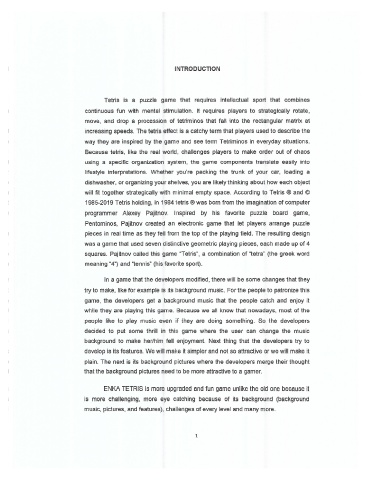 INTRODUCTION
Tetris is a puzzle game that requires intellectual sport that combines
continuous fun with mental stimulation. It requires players to strategically rotate,
move, and drop a procession of tetriminos that fall into the rectangular matrix at
increasing speeds. The tetris effect is a catchy term that players used to describe the
way they are inspired by the game and see term Tetriminos in everyday situations.
Because tetris, like the real world, challenges players to make order out of chaos
using a specific organization system, the game components translate easily into
lifestyle interpretations. Whether you're packing the trunk of your car, loading a
dishwasher, or organizing your shelves, you are likely thinking about how each object
will fit together strategically with minimal empty space. According to Tetris ® and ©
1985-2019 Tetris holding, in 1984 tetris ® was born from the imagination of computer
programmer Alexey Pajitnov. Inspired by his favorite puzzle board game,
Pentominos, Pajitnov created an electronic game that let players arrange puzzle
pieces in real time as they fell from the top of the playing field. The resulting design
was a game that used seven distinctive geometric playing pieces, each made up of 4
squares. Pajitnov called this game "Tetris", a combination of "tetra" (the greek word
meaning "4") and "tennis" (his favorite sport).
In a game that the developers modified, there will be some changes that they
try to make, like for example is its background music. For the people to patronize this
game, the developers get a background music that the people catch and enjoy it
while they are playing this game. Because we all know that nowadays, most of the
people like to play music even if they are doing something. So the developers
decided to put some thrill in this game where the user can change the music
background to make her/him fell enjoyment. Next thing that the developers try to
develop is its features. We will make it simpler and not so attractive or we will make it
plain. The next is its background pictures where the developers merge their thought
that the background pictures need to be more attractive to a gamer.
ENKA TETRIS is more upgraded and fun game unlike the old one because it
is more challenging, more eye catching because of its background (background
music, pictures, and features), challenges of every level and many more.
1